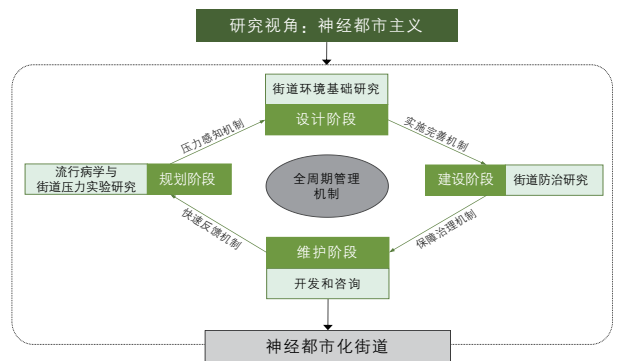 研究视角：神经都市主义
街道环境基础研究
设计阶段
压力感知机制
实施完善机制
流行病学与
街道压力实验研究
规划阶段
全周期管理
机制
建设阶段
街道防治研究
快速反馈机制
保障治理机制
维护阶段
开发和咨询
神经都市化街道